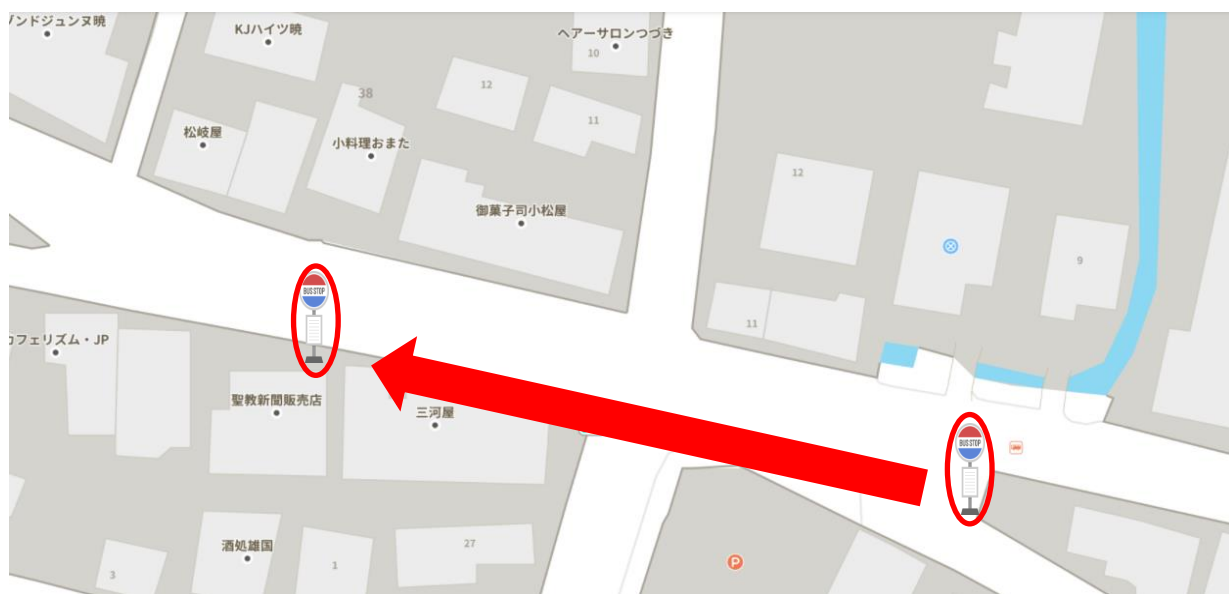 ゾンドジュンヌ暁
KJハイツ暁
ヘアーサロンつづき
10
12
38
11
松岐屋
小料理おまた
12
御菓子司小松屋
9
BUS STOP
11
カフェリズム・JP
聖教新聞販売店
三河屋
BUS STOP
酒処雄国
27
3
1
P